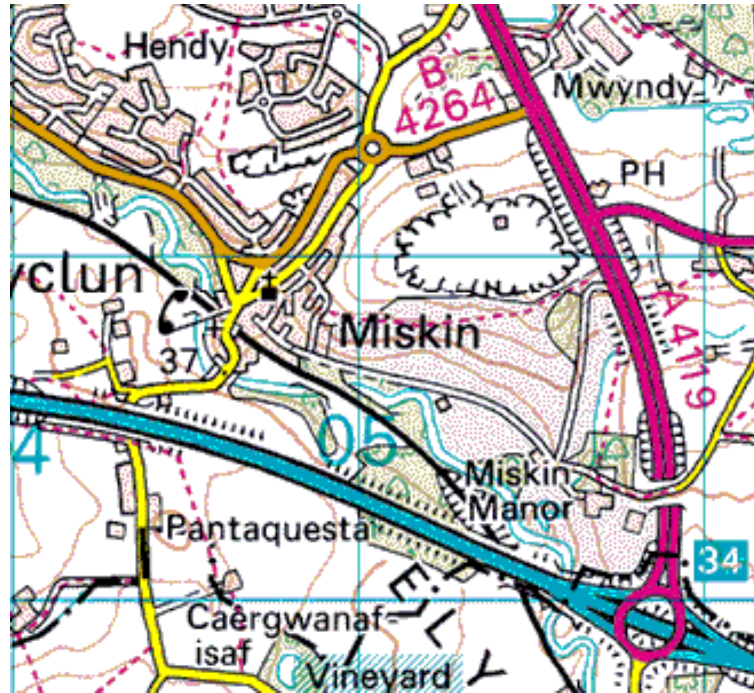 Hendy
B
4264
Mwyndy
PH
yclun
Miskin
37
A 4119
4
05
Miskin
Manor
Pantaquesta
34
Caergwanaf-
isaf
E L Y
Vineyard